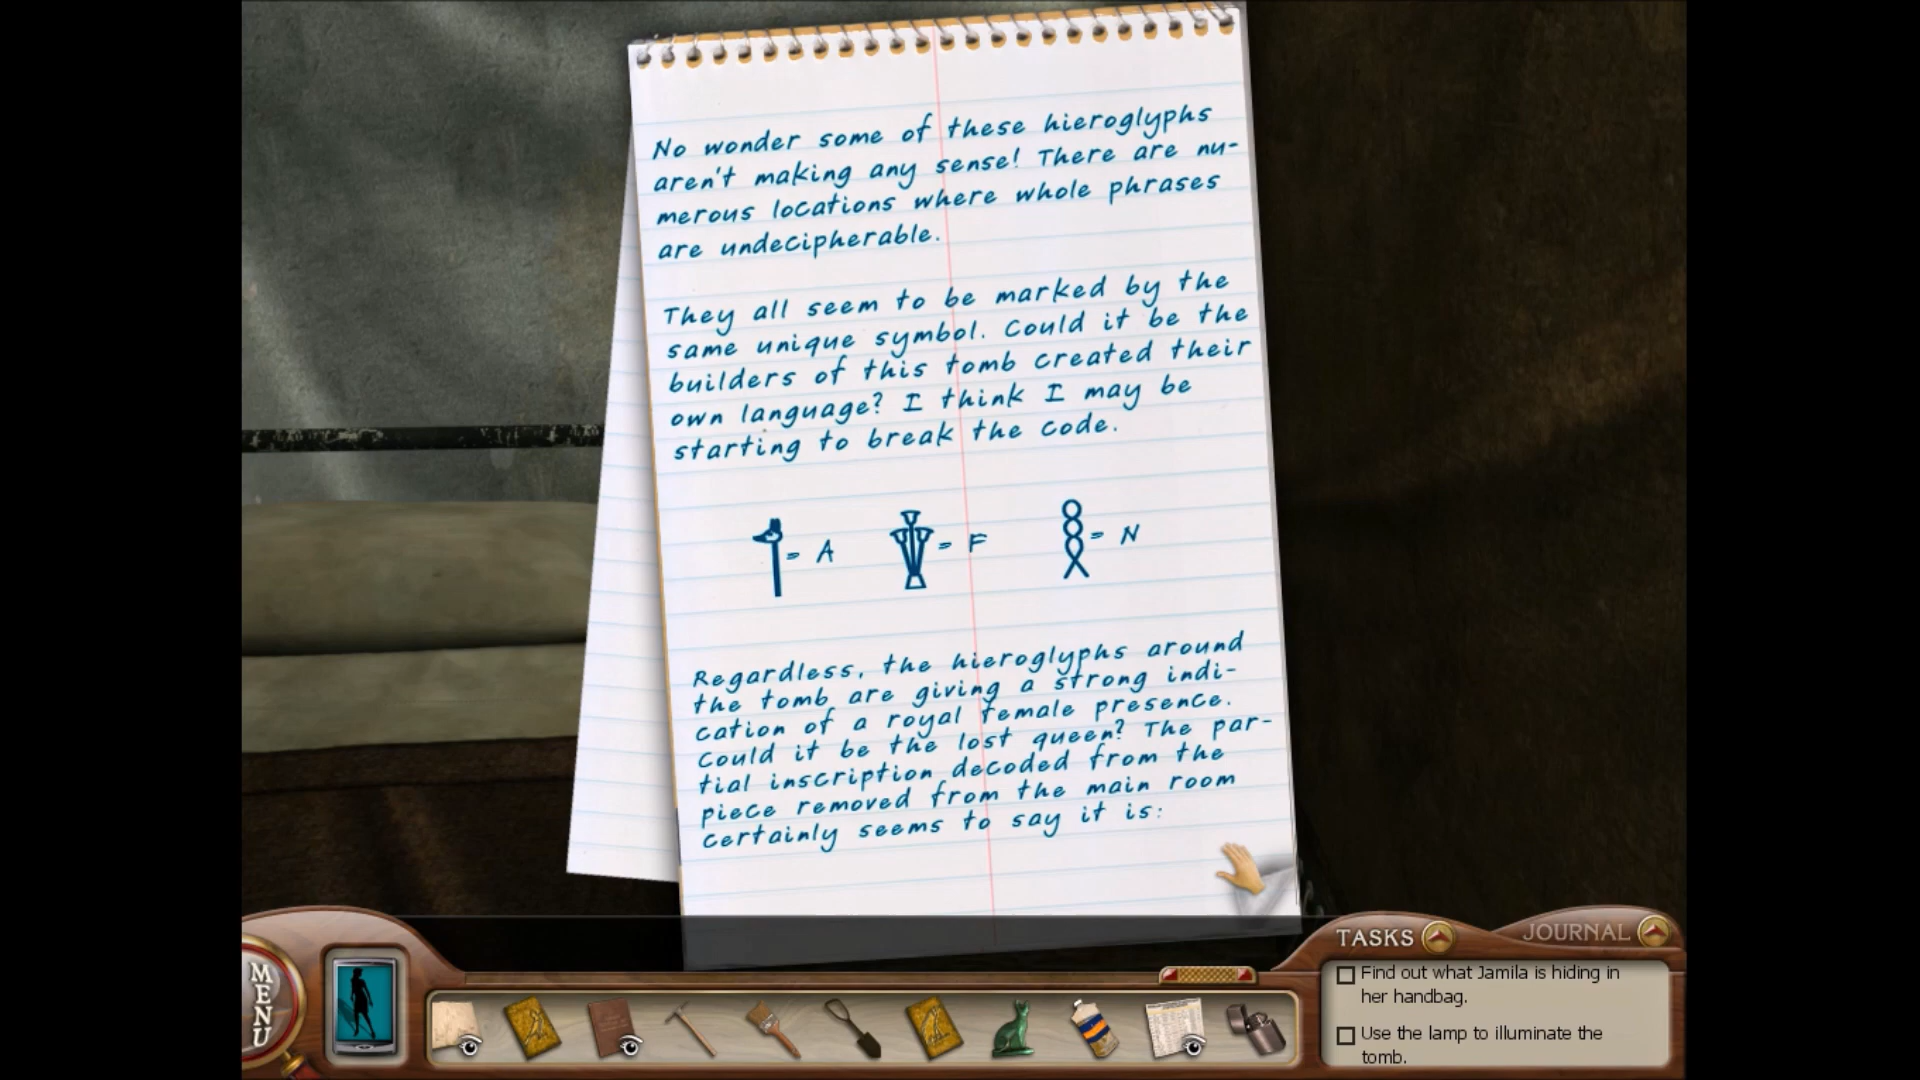 No wonder some of these hieroglyphs
aren't making any sense! There are nu-
merous locations where whole phrases
are undecipherable.
They all seem to be marked by the
same unique symbol. Could it be the
builders of this tomb created their
own language? I think I may be
starting to break the code.
= A = F = N
Regardless, the hieroglyphs around
the tomb are giving a strong indi-
cation of a royal female presence.
Could it be the lost queen? The par-
tial inscription decoded from the
piece removed from the main room
certainly seems to say it is:
MENU
TASKS
JOURNAL
Find out what Jamila is hiding in
her handbag.
Use the lamp to illuminate the
tomb.